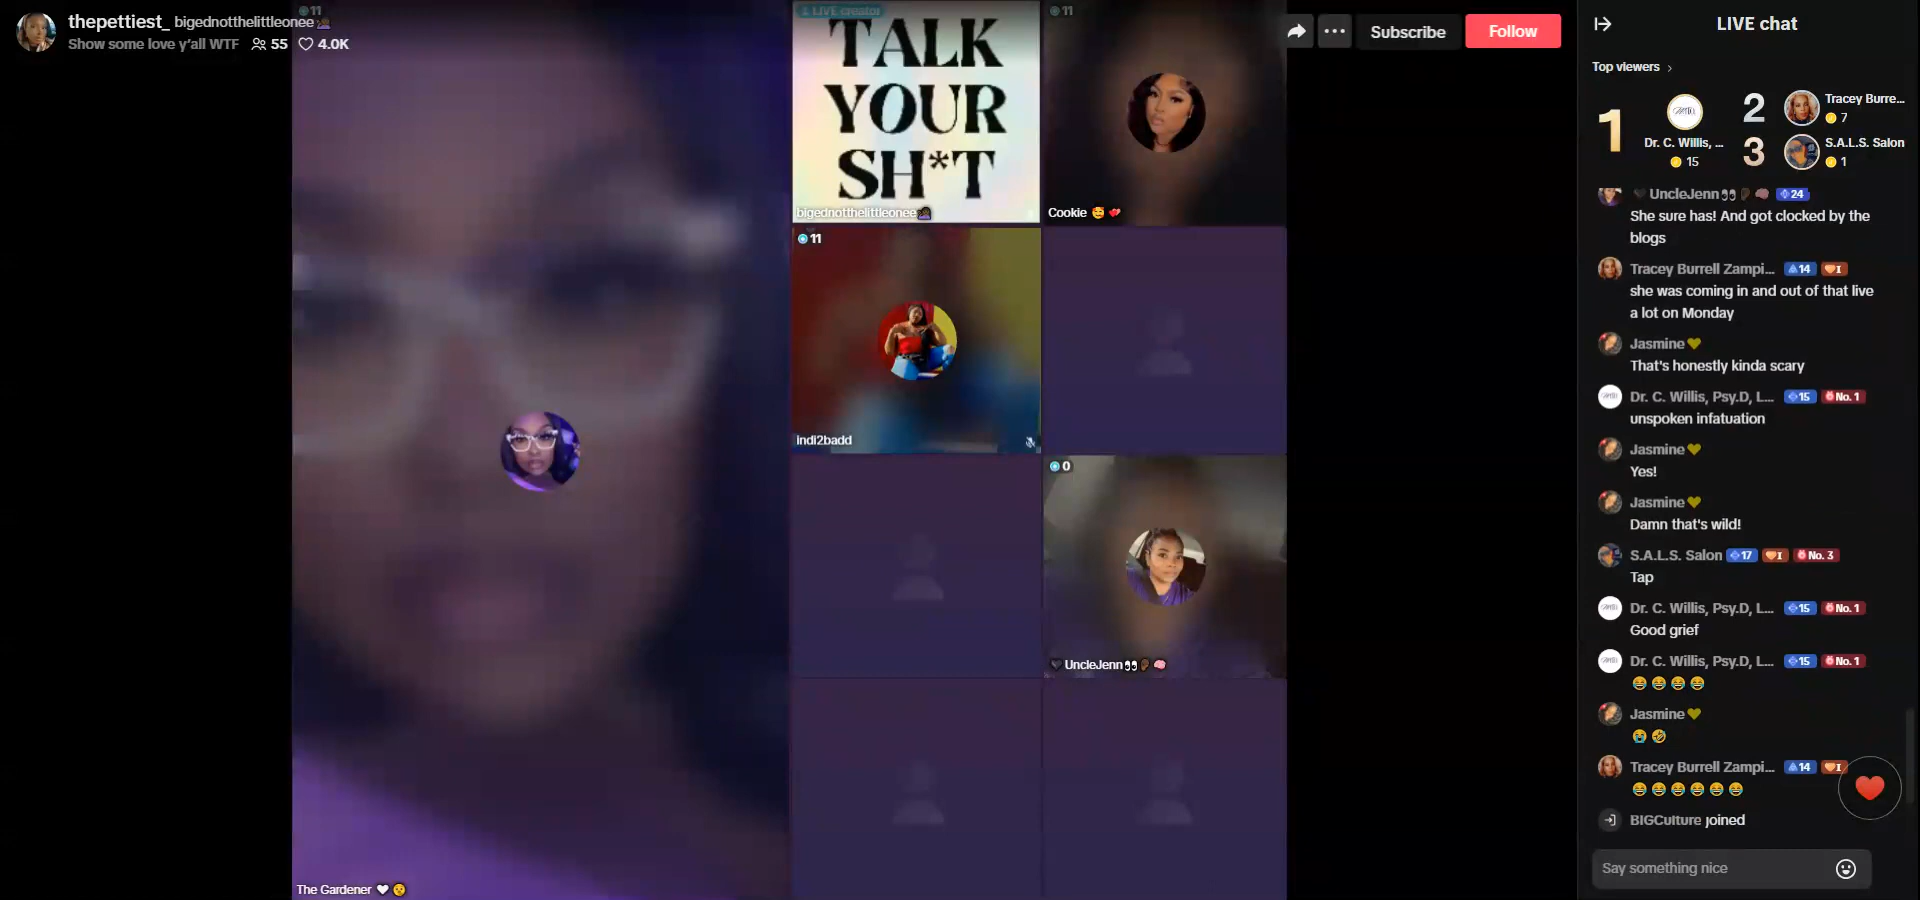 thepettiest_ bigednotthelittleonee
Show some love y'all WTF 55 4.0K
11
LIVE creator
TALK
YOUR
SH*T
bigednotthelittleonee
11
Cookie
11
indi2badd
0
UncleJenn
The Gardener
Subscribe
Follow
LIVE chat
Top viewers
1
Dr. C. Willis, ...
15
2
Tracey Burre...
7
3
S.A.L.S. Salon
1
UncleJenn 24
She sure has! And got clocked by the
blogs
Tracey Burrell Zampi... 14 I
she was coming in and out of that live
a lot on Monday
Jasmine
That's honestly kinda scary
Dr. C. Willis, Psy.D, L... 15 No. 1
unspoken infatuation
Jasmine
Yes!
Jasmine
Damn that's wild!
S.A.L.S. Salon 17 I No. 3
Tap
Dr. C. Willis, Psy.D, L... 15 No. 1
Good grief
Dr. C. Willis, Psy.D, L... 15 No. 1
Jasmine
Tracey Burrell Zampi... 14 I
BIGCulture joined
Say something nice